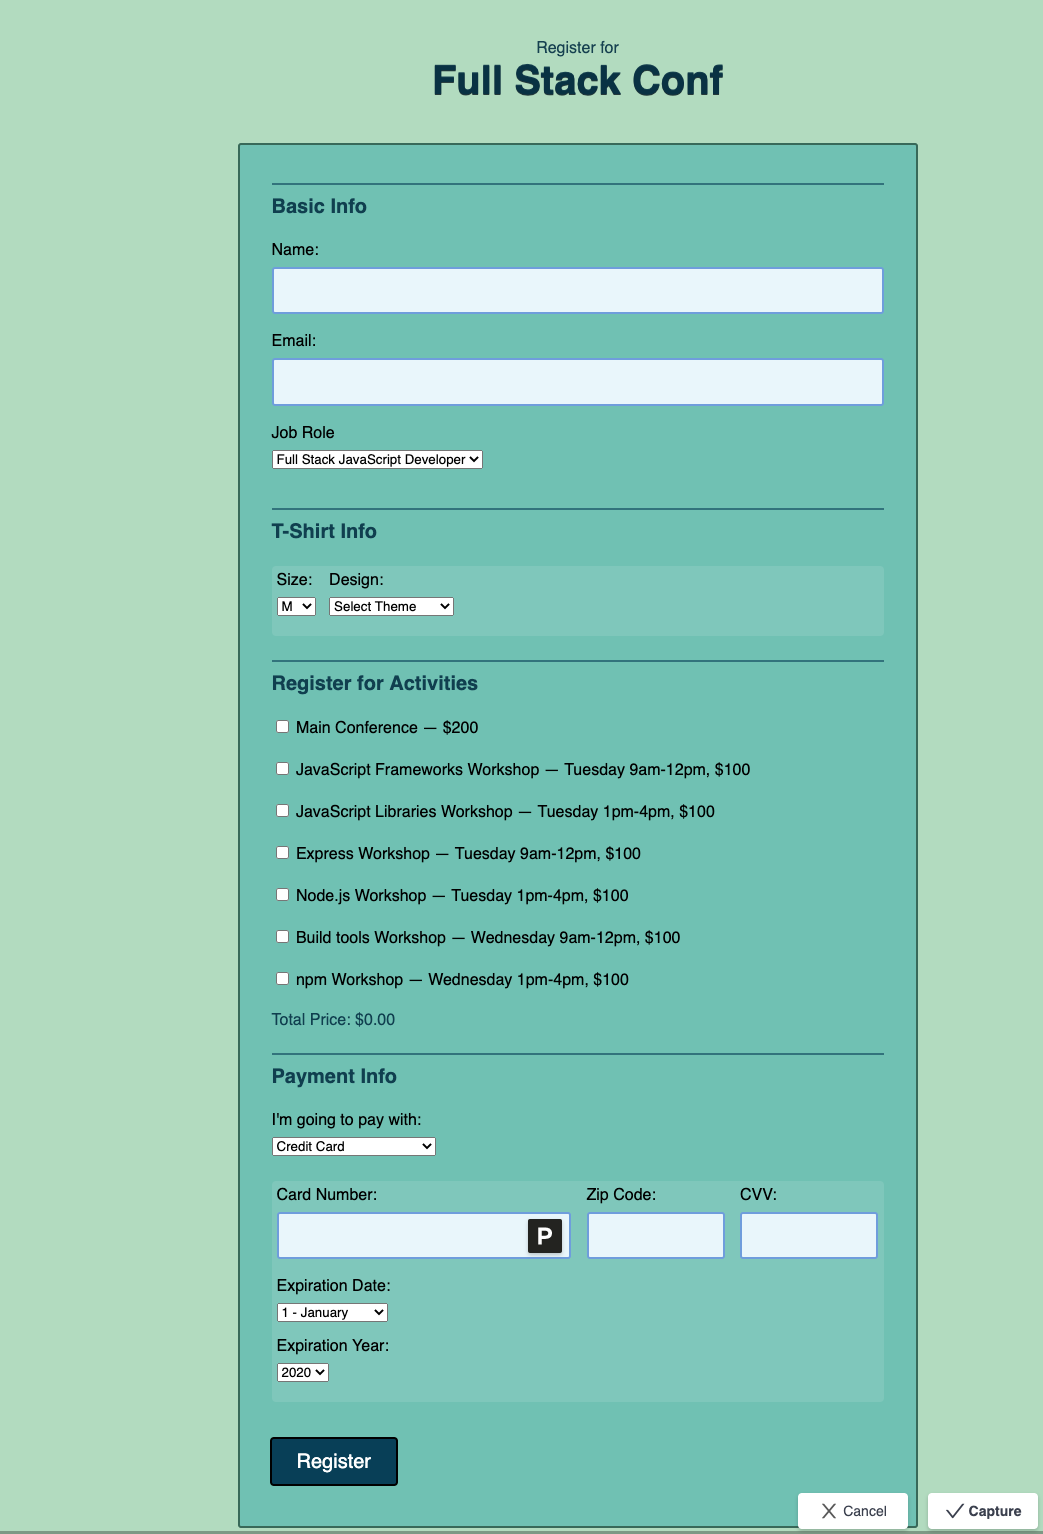 Register for
Full Stack Conf
Basic Info
Name:
Email:
Job Role
Full Stack JavaScript Developer
T-Shirt Info
Size: Design:
M Select Theme
Register for Activities
Main Conference — $200
JavaScript Frameworks Workshop — Tuesday 9am-12pm, $100
JavaScript Libraries Workshop — Tuesday 1pm-4pm, $100
Express Workshop — Tuesday 9am-12pm, $100
Node.js Workshop — Tuesday 1pm-4pm, $100
Build tools Workshop — Wednesday 9am-12pm, $100
npm Workshop — Wednesday 1pm-4pm, $100
Total Price: $0.00
Payment Info
I'm going to pay with:
Credit Card
Card Number: Zip Code: CVV:
P
Expiration Date:
1 - January
Expiration Year:
2020
Register
Cancel Capture